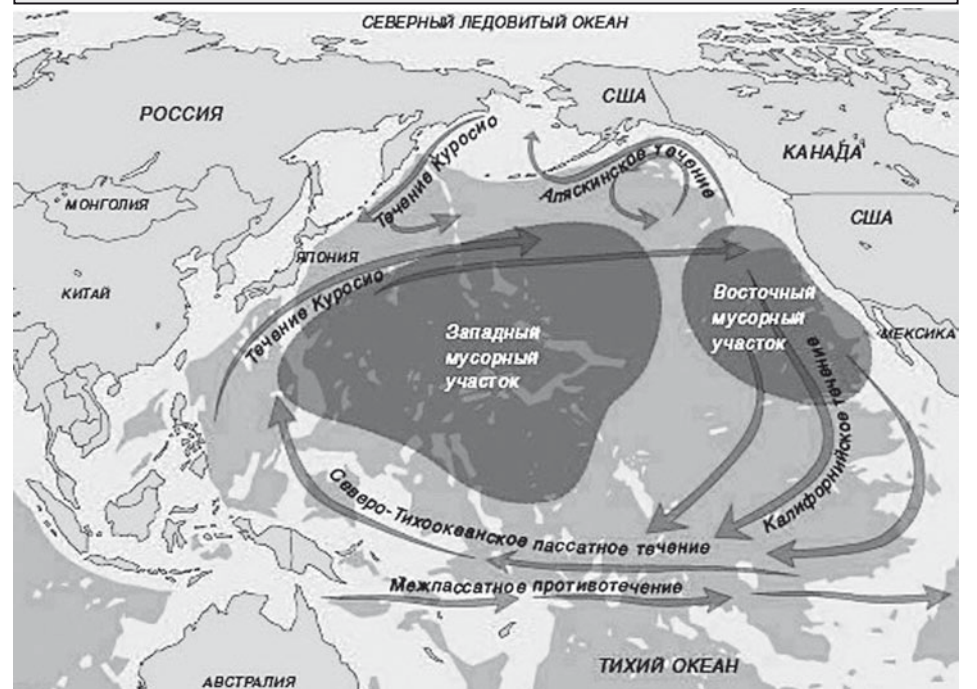 СЕВЕРНЫЙ ЛЕДОВИТЫЙ ОКЕАН
РОССИЯ
США
КАНАДА
МОНГОЛИЯ
США
Течение Куросио
Аляскинское течение
ЯПОНИЯ
КИТАЙ
Течение Куросио
Западный
мусорный
участок
Восточный
мусорный
участок
МЕКСИКА
Калифорнийское течение
Северо-Тихоокеанское пассатное течение
Межпассатное противотечение
ТИХИЙ ОКЕАН
АВСТРАЛИЯ